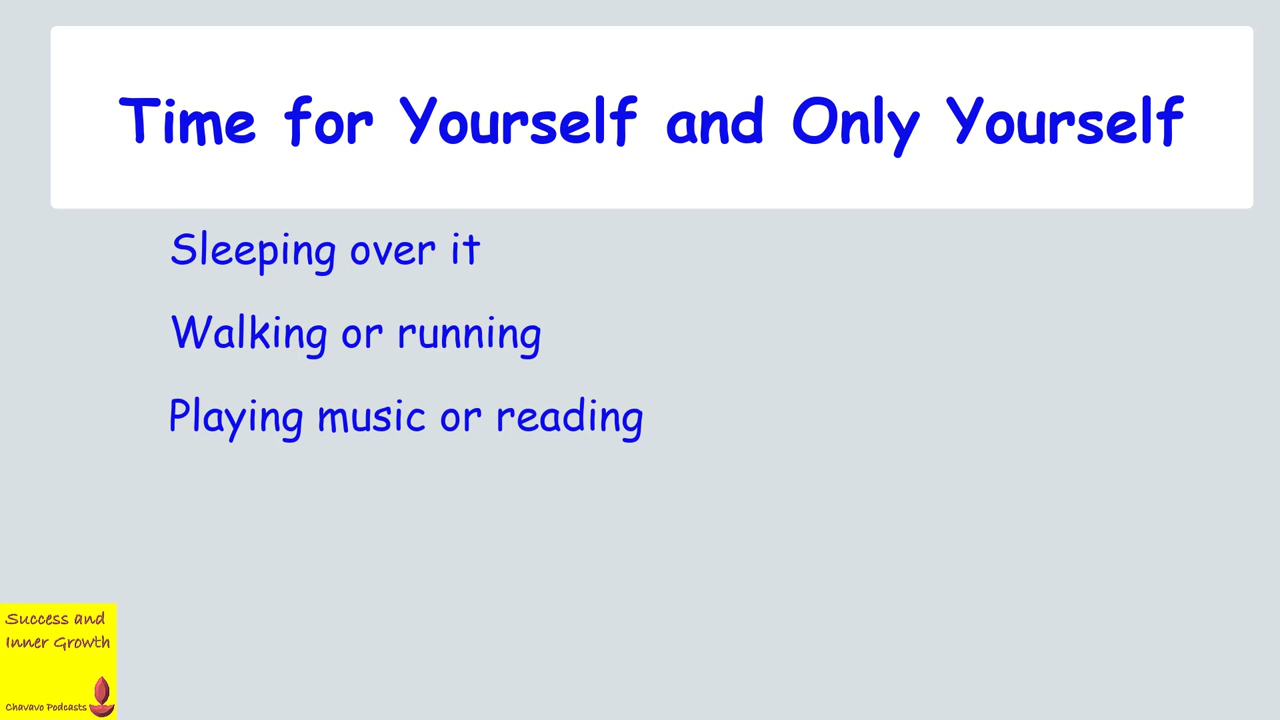 Time for Yourself and Only Yourself
Sleeping over it
Walking or running
Playing music or reading
Success and
Inner Growth
Chavavo Podcasts